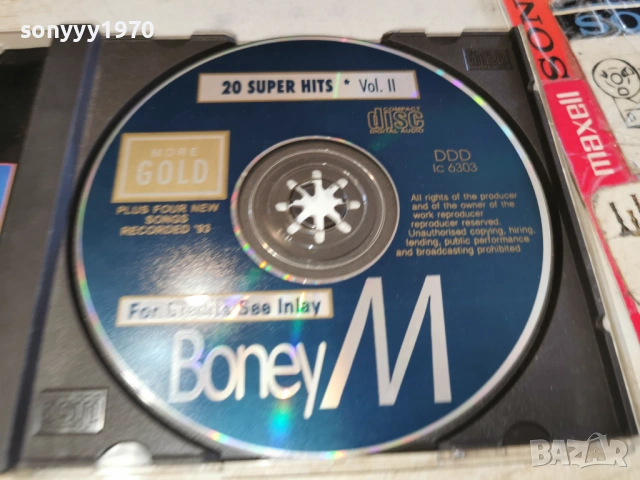 sonyyy1970
20 SUPER HITS * Vol. II
COMPACT
disc
DIGITAL AUDIO
MORE
GOLD
DDD
lc 6303
PLUS FOUR NEW
SONGS
RECORDED '93
All rights of the producer
and of the owner of the
work reproducer
reproducer reserved.
Unauthorised copying, hiring,
lending, public performance
and broadcasting prohibited.
For Credits See Inlay
Boney M
SON
maxell
BAZAR
sonyyy1970